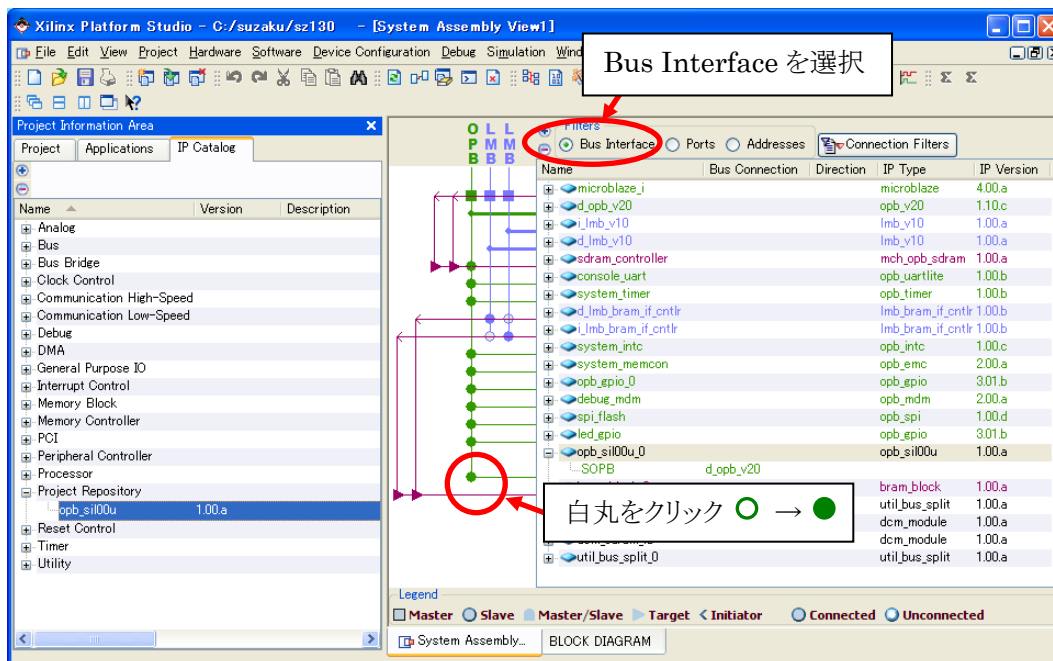 Xilinx Platform Studio - C:/suzaku/sz130 - [System Assembly View1]
File Edit View Project Hardware Software Device Configuration Debug Simulation
Bus Interface を選択
Project Information Area
Project Applications IP Catalog
Name Version Description
Analog
Bus
Bus Bridge
Clock Control
Communication High-Speed
Communication Low-Speed
Debug
DMA
General Purpose IO
Interrupt Control
Memory Block
Memory Controller
PCI
Peripheral Controller
Processor
Project Repository
opb_sil00u 1.00.a
Reset Control
Timer
Utility
OPB LMB LMB
Filters
Bus Interface Ports Addresses Connection Filters
Name Bus Connection Direction IP Type IP Version
microblaze_i microblaze 4.00.a
d_opb_v20 opb_v20 1.10.c
i_lmb_v10 lmb_v10 1.00.a
d_lmb_v10 lmb_v10 1.00.a
sdram_controller mch_opb_sdram 1.00.a
console_uart opb_uartlite 1.00.b
system_timer opb_timer 1.00.b
d_lmb_bram_if_cntlr lmb_bram_if_cntlr 1.00.b
i_lmb_bram_if_cntlr lmb_bram_if_cntlr 1.00.b
system_intc opb_intc 1.00.c
system_memcon opb_emc 2.00.a
opb_gpio_0 opb_gpio 3.01.b
debug_mdm opb_mdm 2.00.a
spi_flash opb_spi 1.00.d
led_gpio opb_gpio 3.01.b
opb_sil00u_0 opb_sil00u 1.00.a
SOPB d_opb_v20
bram_block 1.00.a
util_bus_split 1.00.a
dcm_module 1.00.a
dcm_module 1.00.a
util_bus_split_0 util_bus_split 1.00.a
白丸をクリック ○ → ●
Legend
Master Slave Master/Slave Target Initiator Connected Unconnected
System Assembly... BLOCK DIAGRAM